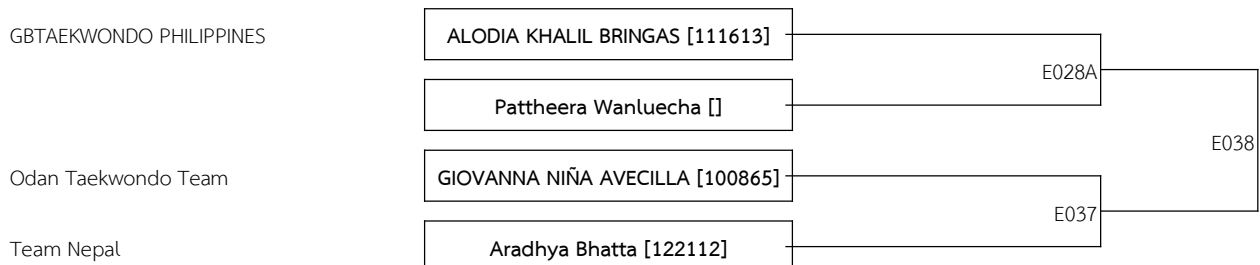 GBTAEKWONDO PHILIPPINES
ALODIA KHALIL BRINGAS [111613]
E028A
Pattheera Wanluecha []
E038
Odan Taekwondo Team
GIOVANNA NIÑA AVECILLA [100865]
E037
Team Nepal
Aradhya Bhatta [122112]